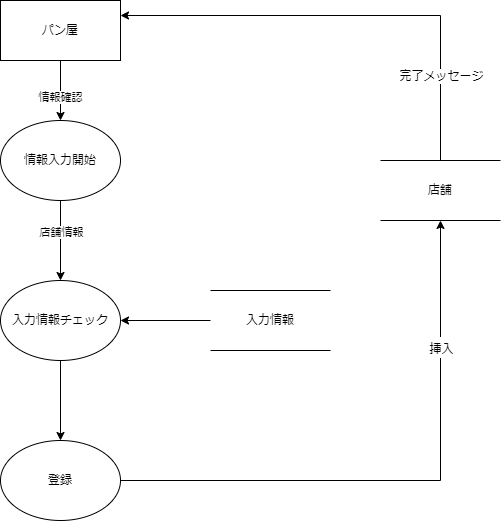 パン屋
情報確認
情報入力開始
店舗情報
入力情報チェック
入力情報
登録
完了メッセージ
店舗
挿入